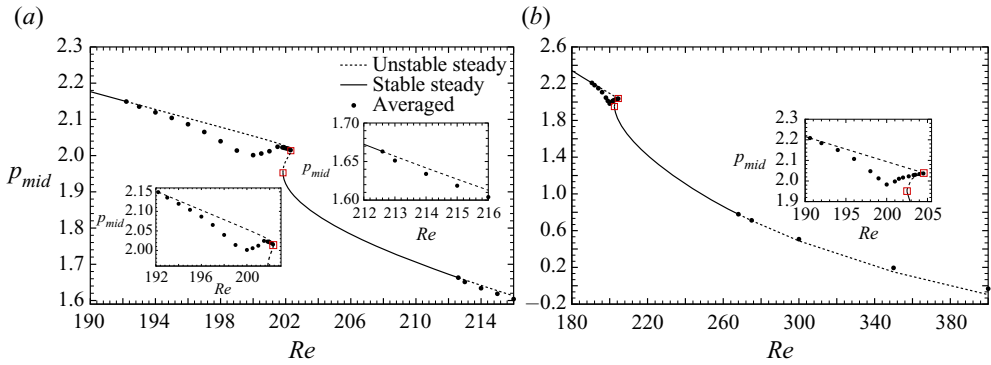 (a)
2.3
2.2
2.1
2.0
1.9
1.8
1.7
1.6
p_mid
190 194 198 202 206 210 214
Re
Unstable steady
Stable steady
Averaged
1.70
1.65
1.60
p_mid
212 213 214 215 216
Re
2.15
2.10
2.05
2.00
p_mid
192 194 196 198 200
Re
(b)
2.6
2.2
1.8
1.4
1.0
0.6
0.2
−0.2
180 220 260 300 340 380
Re
2.2
2.1
2.0
1.9
p_mid
190 195 200 205
Re